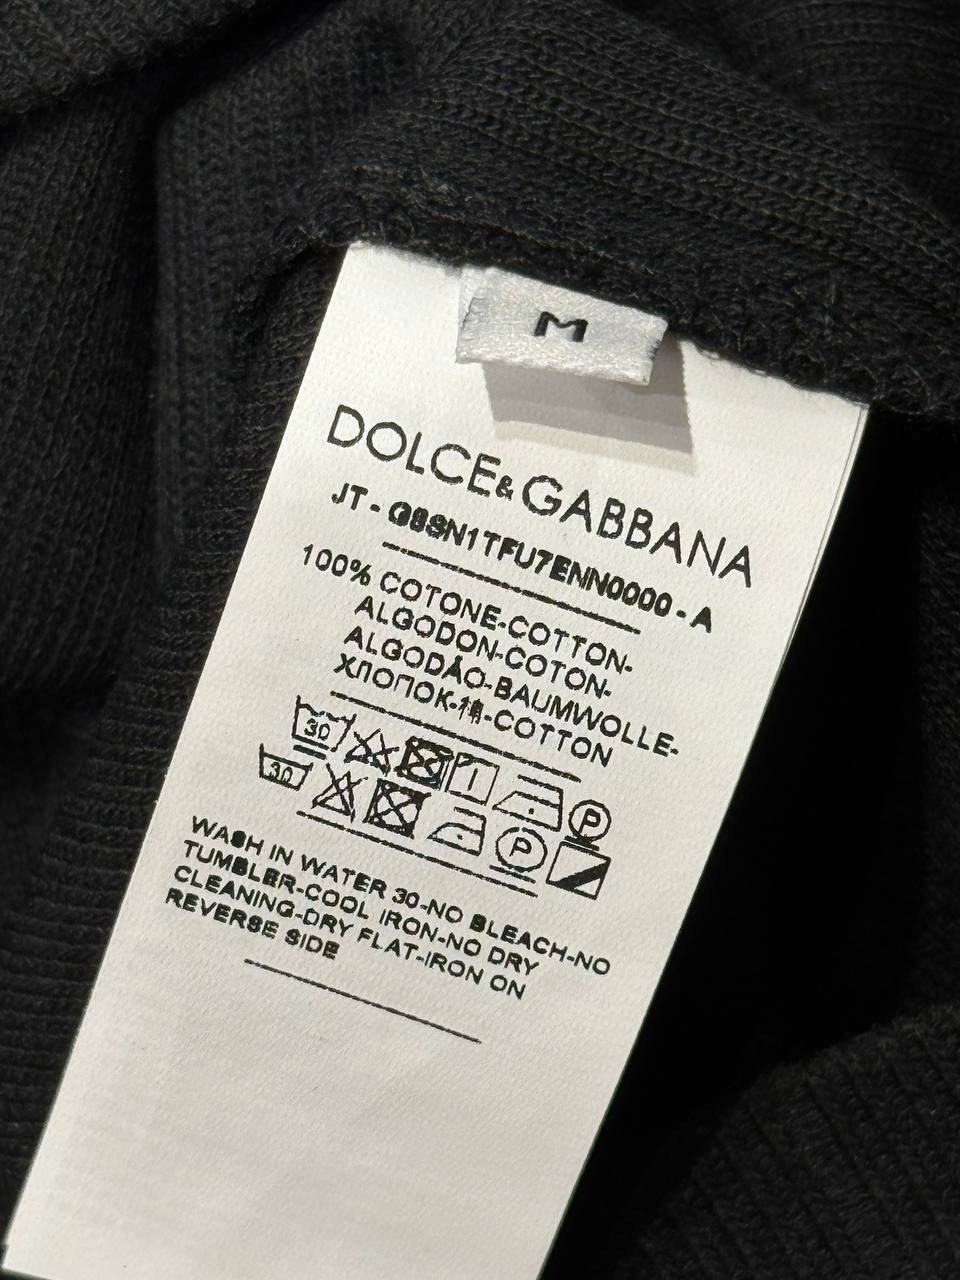 M
DOLCE&GABBANA
JT - G8SN1TFU7ENN0000 - A
100% COTONE-COTTON-
ALGODON-COTON-
ALGODÃO-BAUMWOLLE-
ХЛОПОК-棉-COTTON
30
30
P
P
WASH IN WATER 30-NO BLEACH-NO
TUMBLER-COOL IRON-NO DRY
CLEANING-DRY FLAT-IRON ON
REVERSE SIDE